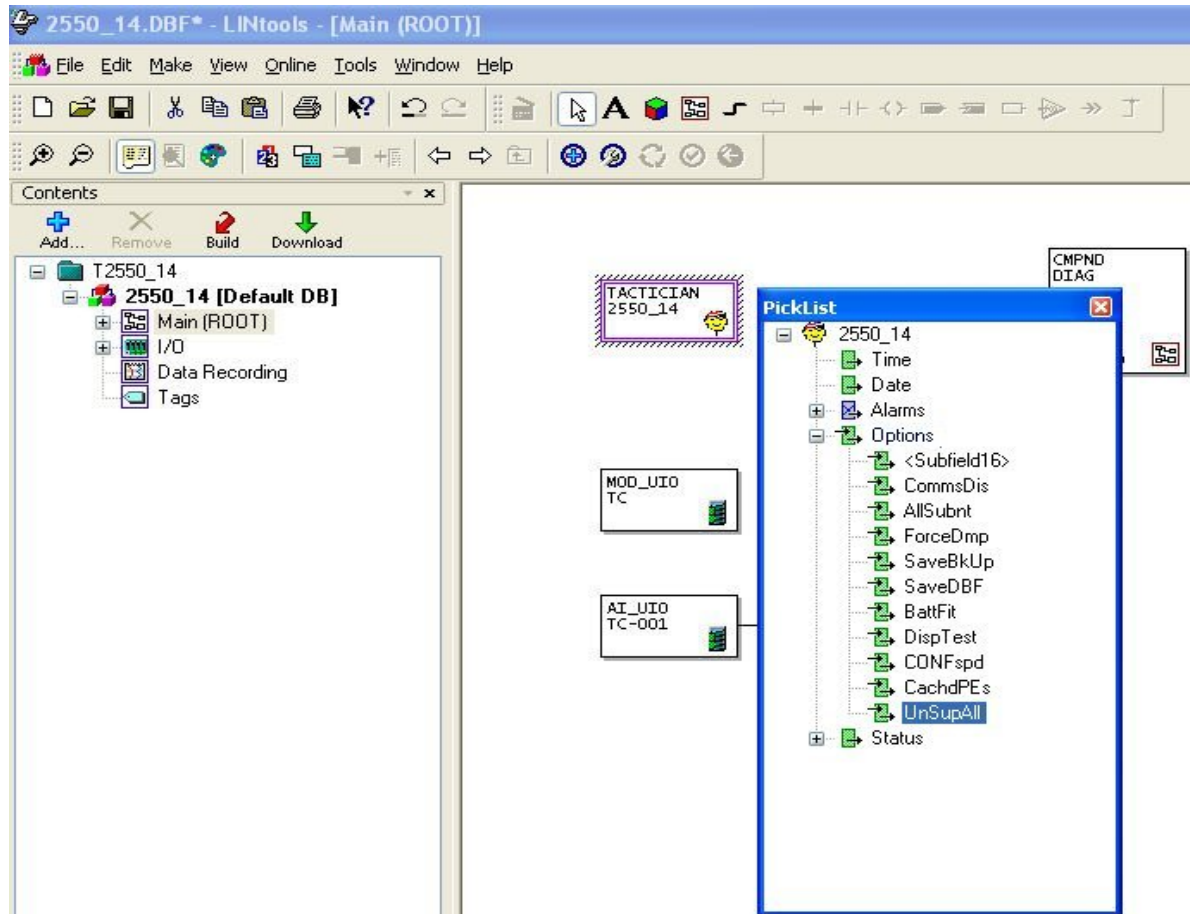 2550_14.DBF* - LINtools - [Main (ROOT)]
File Edit Make View Online Tools Window Help
Contents
Add... Remove Build Download
T2550_14
2550_14 [Default DB]
Main (ROOT)
I/O
Data Recording
Tags
TACTICIAN
2550_14
CMPND
DIAG
MOD_UIO
TC
AI_UIO
TC-001
PickList
2550_14
Time
Date
Alarms
Options
<Subfield16>
CommsDis
AllSubnt
ForceDmp
SaveBkUp
SaveDBF
BattFit
DispTest
CONFspd
CachdPEs
UnSupAll
Status